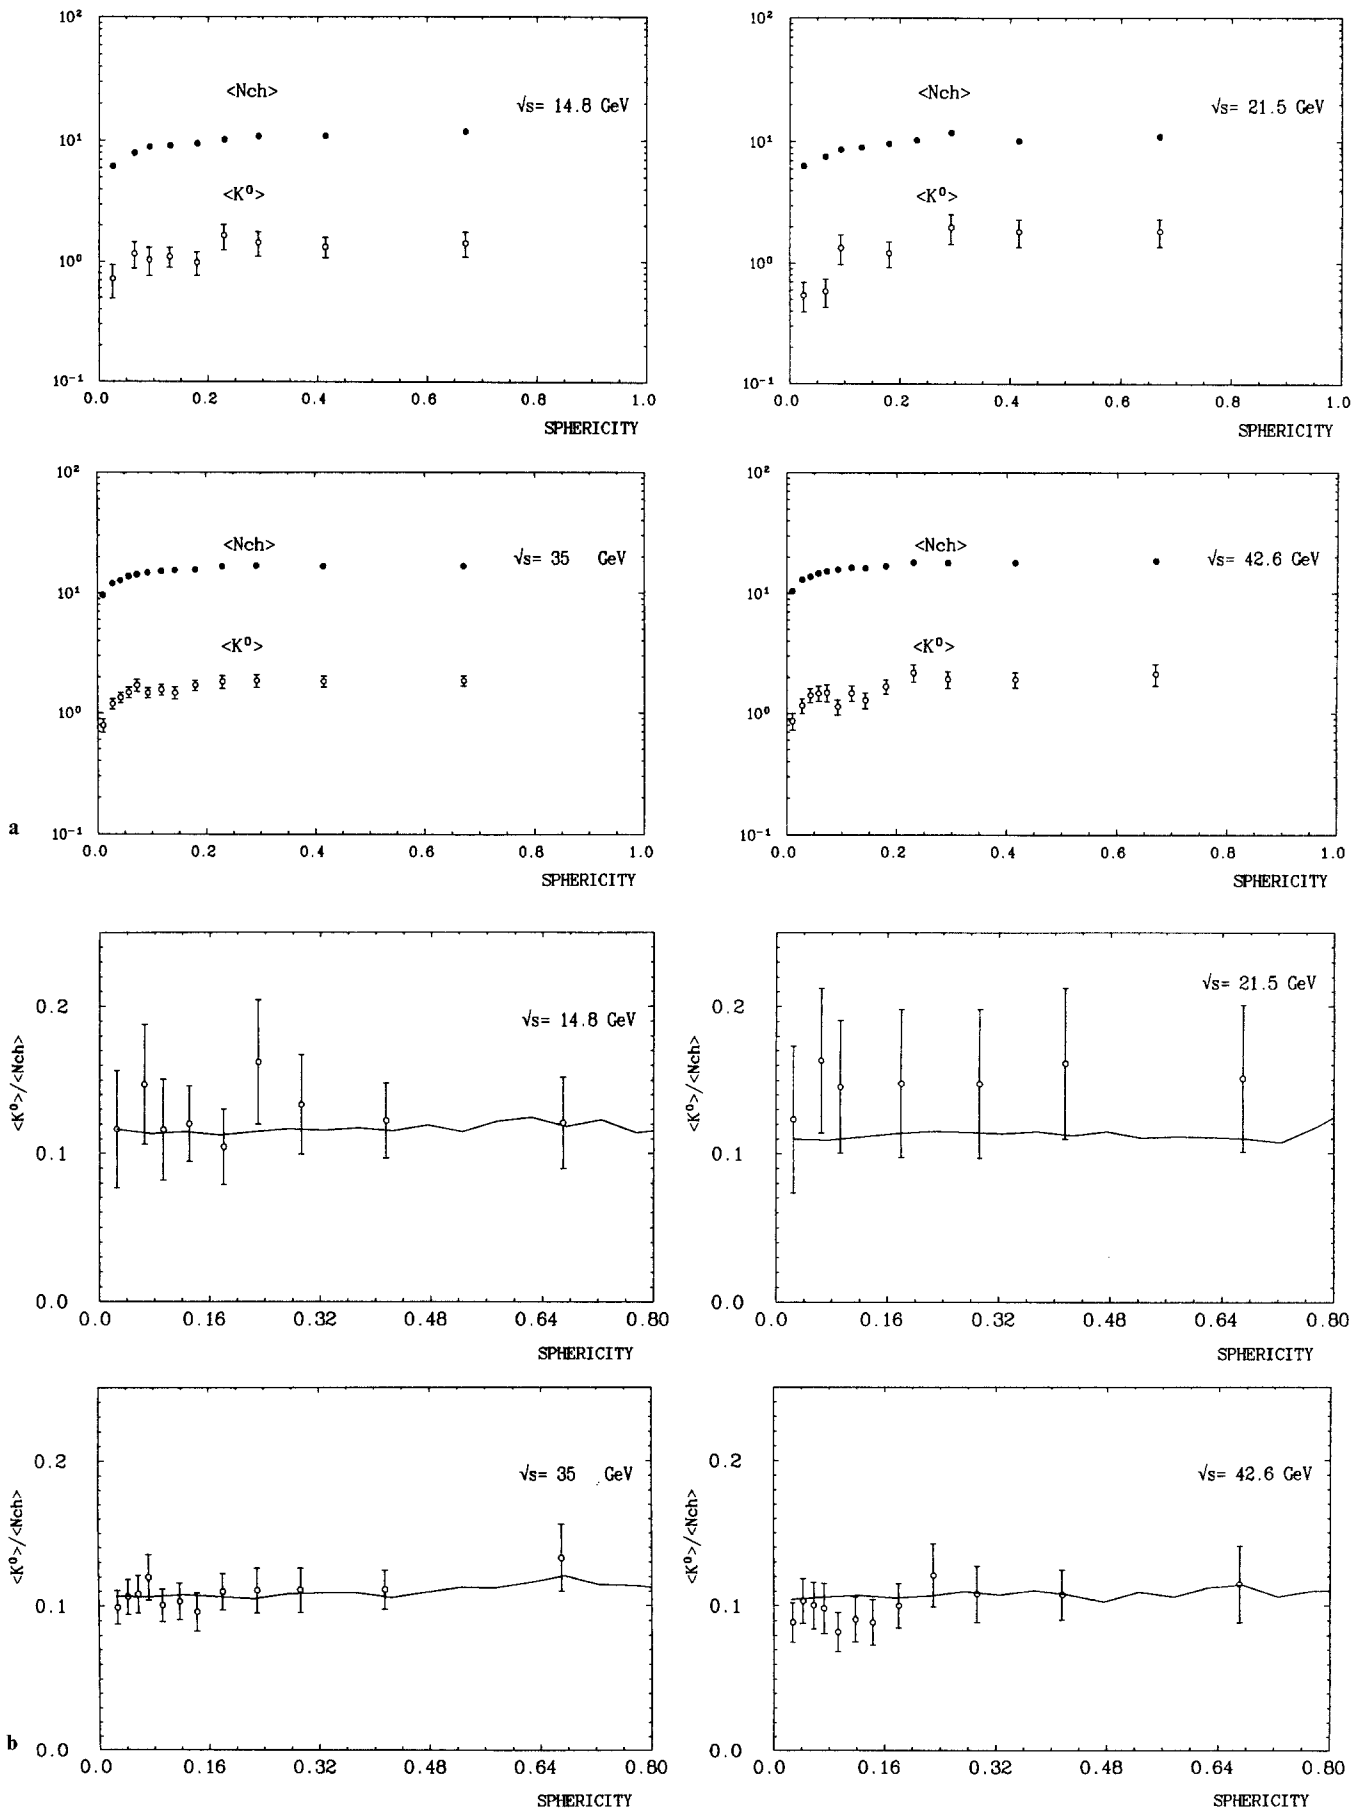 10² 10²
<Nch> √s= 14.8 GeV <Nch> √s= 21.5 GeV
10¹ 10¹
<K⁰> <K⁰>
10⁰ 10⁰
10⁻¹ 10⁻¹
0.0 0.2 0.4 0.6 0.8 1.0 0.0 0.2 0.4 0.6 0.8 1.0
SPHERICITY SPHERICITY
10² 10²
<Nch> √s= 35 GeV <Nch> √s= 42.6 GeV
10¹ 10¹
<K⁰> <K⁰>
10⁰ 10⁰
a 10⁻¹ 10⁻¹
0.0 0.2 0.4 0.6 0.8 1.0 0.0 0.2 0.4 0.6 0.8 1.0
SPHERICITY SPHERICITY
<K⁰>/<Nch> <K⁰>/<Nch>
0.2 √s= 14.8 GeV 0.2 √s= 21.5 GeV
0.1 0.1
0.0 0.0
0.0 0.16 0.32 0.48 0.64 0.80 0.0 0.16 0.32 0.48 0.64 0.80
SPHERICITY SPHERICITY
<K⁰>/<Nch> <K⁰>/<Nch>
0.2 √s= 35 GeV 0.2 √s= 42.6 GeV
0.1 0.1
b 0.0 0.0
0.0 0.16 0.32 0.48 0.64 0.80 0.0 0.16 0.32 0.48 0.64 0.80
SPHERICITY SPHERICITY